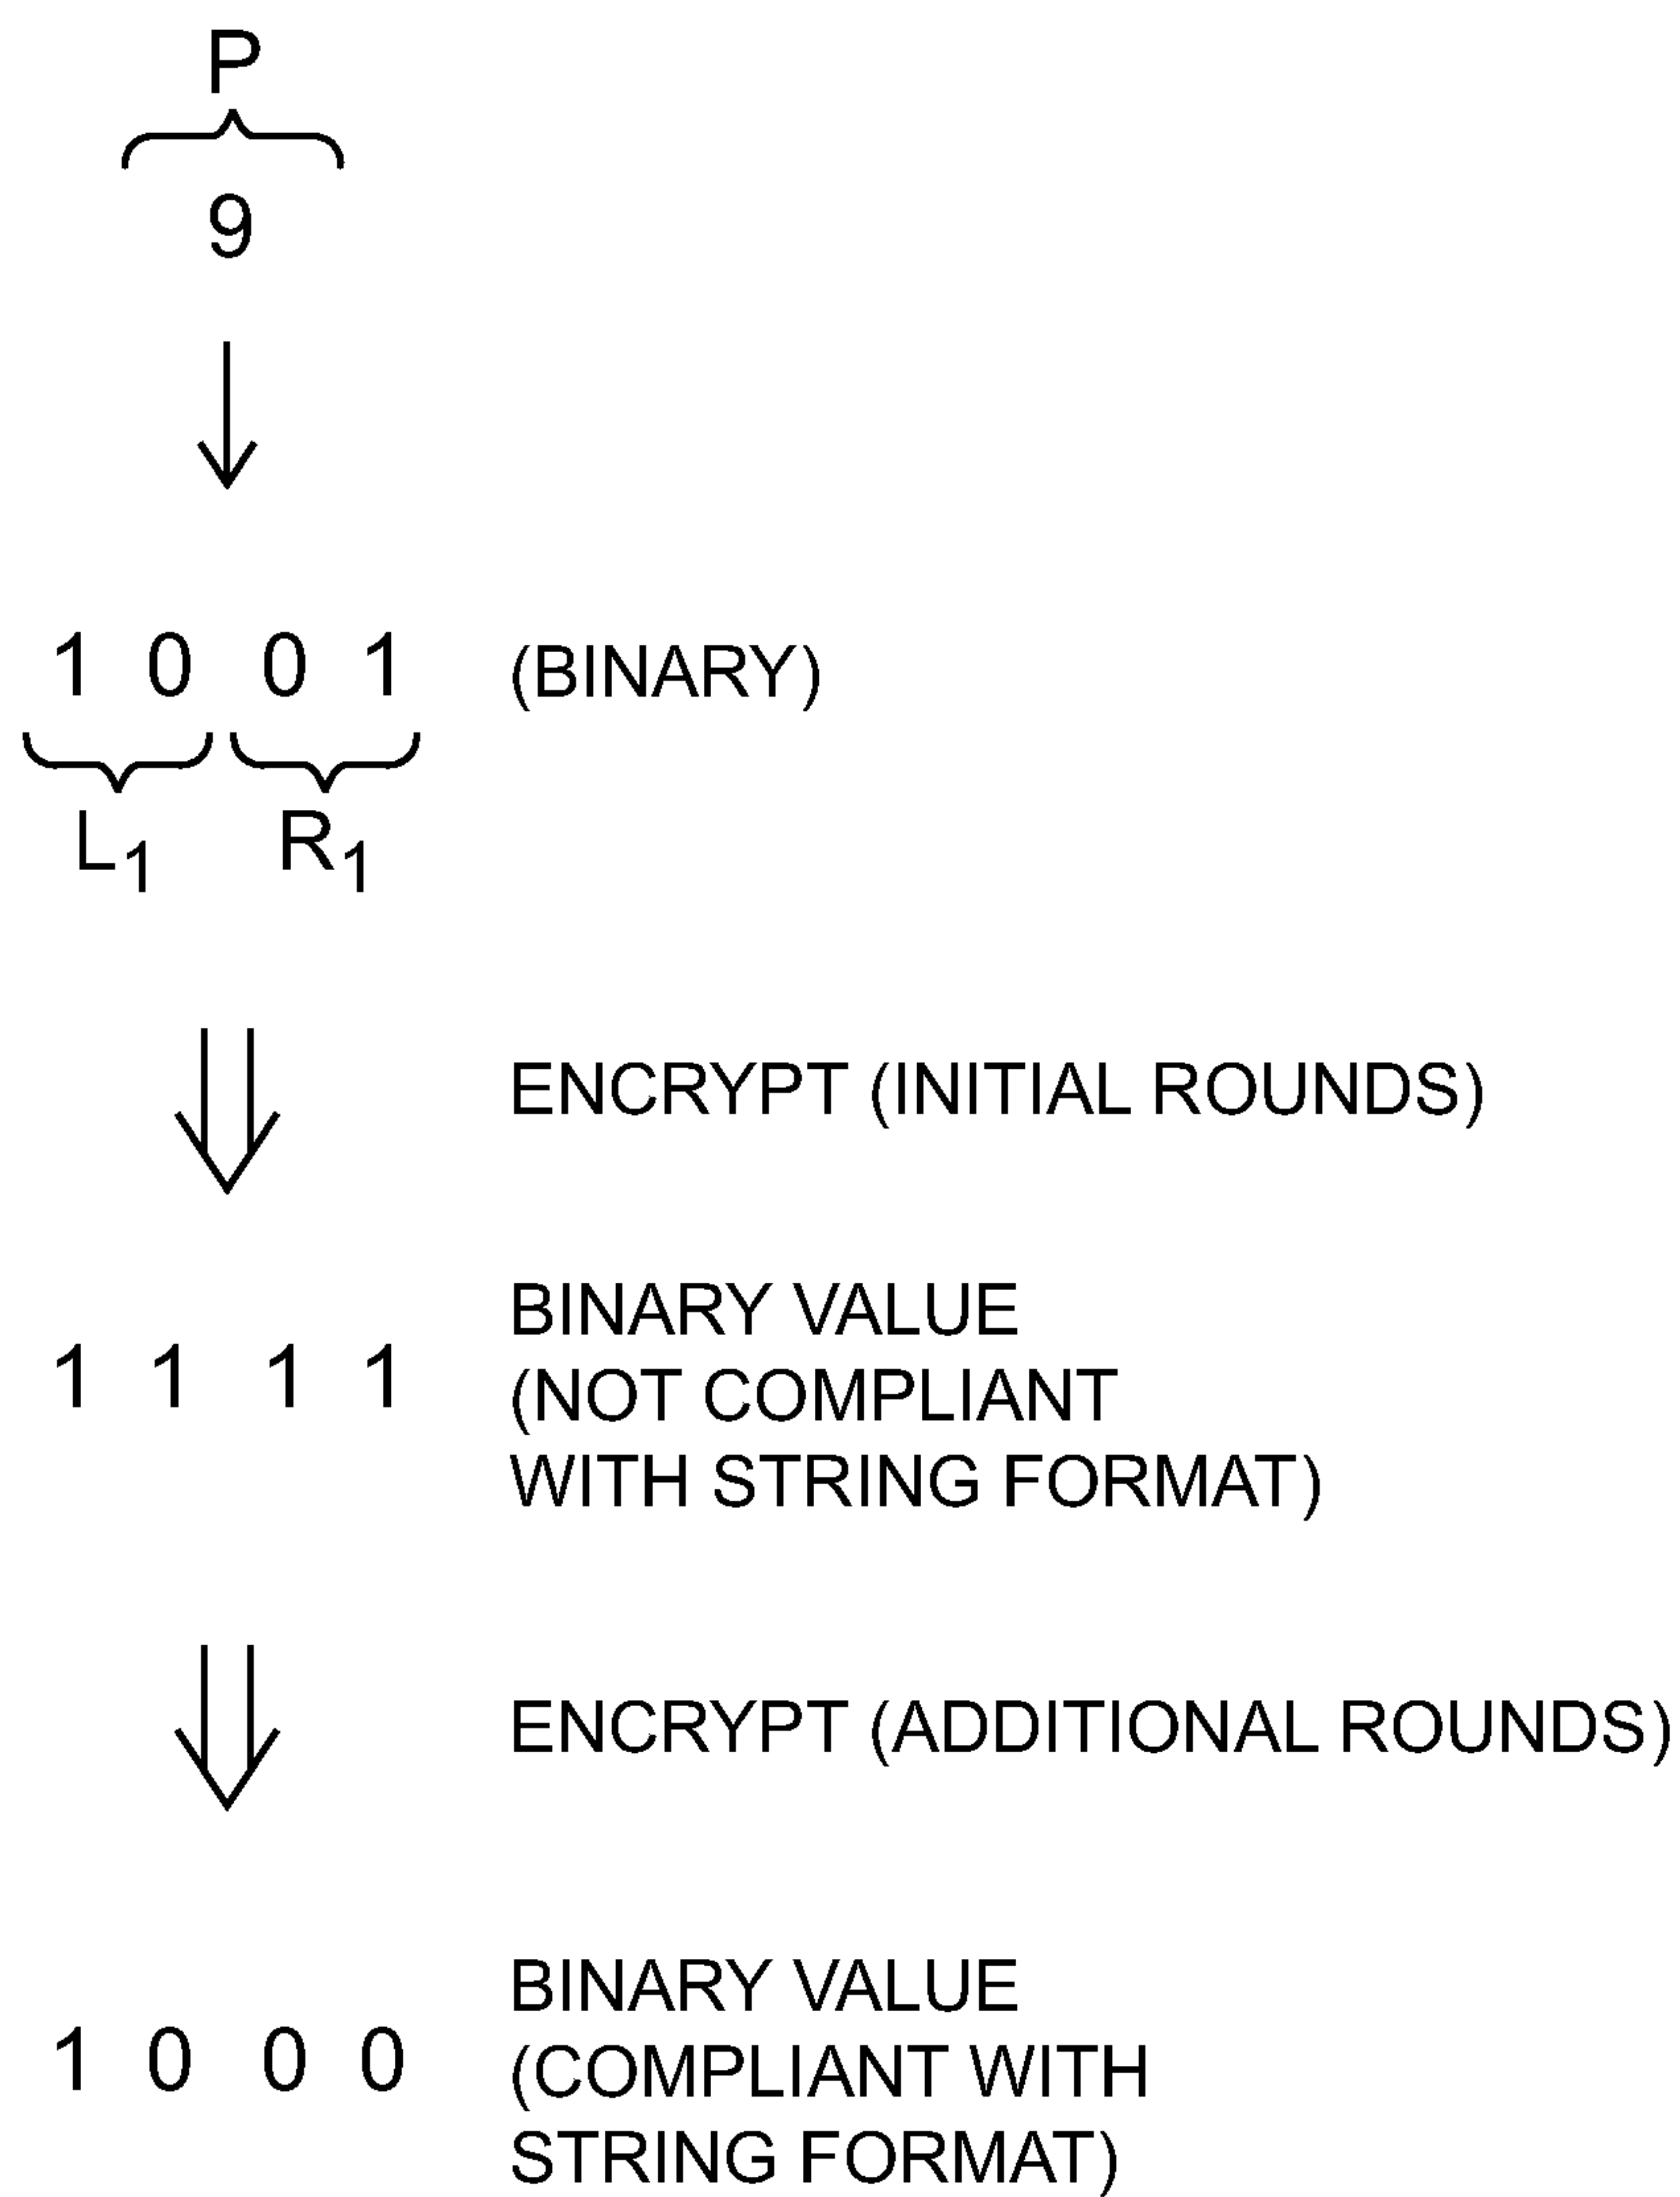 P
9
1 0 0 1 (BINARY)
L1 R1
ENCRYPT (INITIAL ROUNDS)
BINARY VALUE
1 1 1 1 (NOT COMPLIANT
WITH STRING FORMAT)
ENCRYPT (ADDITIONAL ROUNDS)
BINARY VALUE
1 0 0 0 (COMPLIANT WITH
STRING FORMAT)